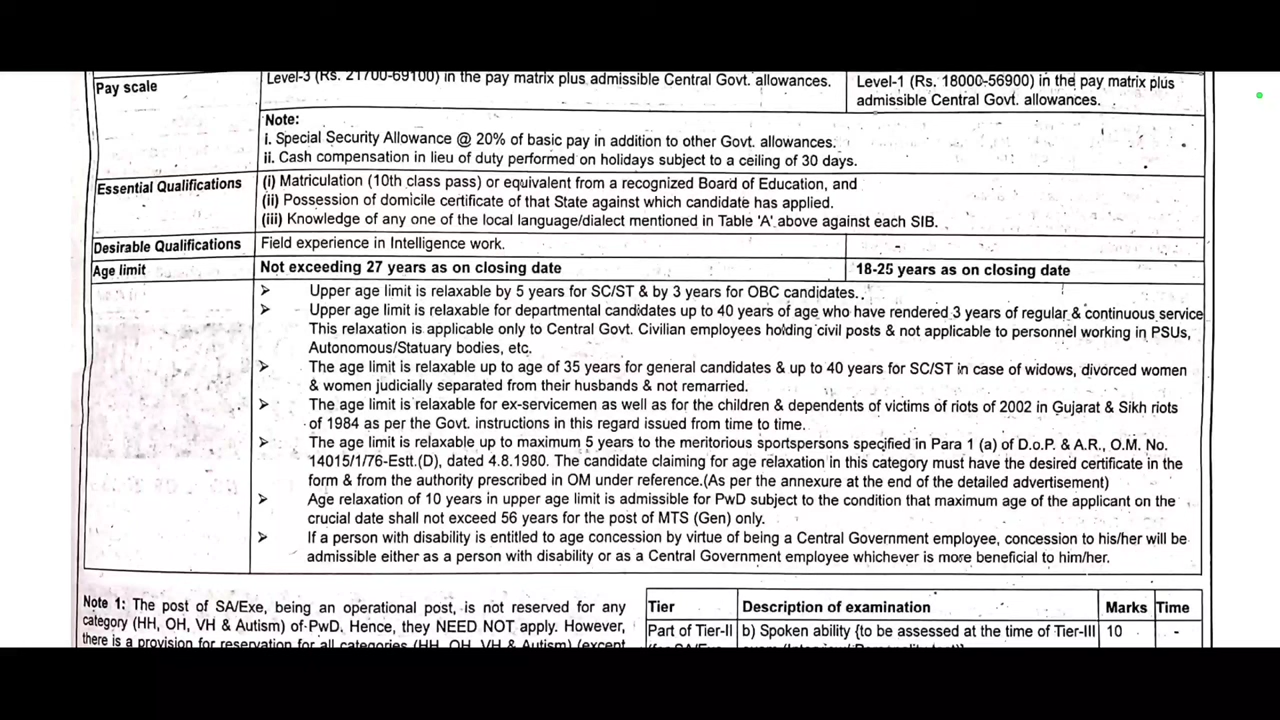 Pay scale
Level-3 (Rs. 21700-69100) in the pay matrix plus admissible Central Govt. allowances.
Level-1 (Rs. 18000-56900) in the pay matrix plus
admissible Central Govt. allowances.
Note:
i. Special Security Allowance @ 20% of basic pay in addition to other Govt. allowances.
ii. Cash compensation in lieu of duty performed on holidays subject to a ceiling of 30 days.
Essential Qualifications
(i) Matriculation (10th class pass) or equivalent from a recognized Board of Education, and
(ii) Possession of domicile certificate of that State against which candidate has applied.
(iii) Knowledge of any one of the local language/dialect mentioned in Table 'A' above against each SIB.
Desirable Qualifications
Field experience in Intelligence work.
-
Age limit
Not exceeding 27 years as on closing date
18-25 years as on closing date
➢ Upper age limit is relaxable by 5 years for SC/ST & by 3 years for OBC candidates.
➢ Upper age limit is relaxable for departmental candidates up to 40 years of age who have rendered 3 years of regular & continuous service
This relaxation is applicable only to Central Govt. Civilian employees holding civil posts & not applicable to personnel working in PSUs,
Autonomous/Statuary bodies, etc.
➢ The age limit is relaxable up to age of 35 years for general candidates & up to 40 years for SC/ST in case of widows, divorced women
& women judicially separated from their husbands & not remarried.
➢ The age limit is relaxable for ex-servicemen as well as for the children & dependents of victims of riots of 2002 in Gujarat & Sikh riots
of 1984 as per the Govt. instructions in this regard issued from time to time.
➢ The age limit is relaxable up to maximum 5 years to the meritorious sportspersons specified in Para 1 (a) of D.o.P. & A.R., O.M. No.
14015/1/76-Estt.(D), dated 4.8.1980. The candidate claiming for age relaxation in this category must have the desired certificate in the
form & from the authority prescribed in OM under reference.(As per the annexure at the end of the detailed advertisement)
➢ Age relaxation of 10 years in upper age limit is admissible for PwD subject to the condition that maximum age of the applicant on the
crucial date shall not exceed 56 years for the post of MTS (Gen) only.
➢ If a person with disability is entitled to age concession by virtue of being a Central Government employee, concession to his/her will be
admissible either as a person with disability or as a Central Government employee whichever is more beneficial to him/her.
Note 1: The post of SA/Exe, being an operational post, is not reserved for any
category (HH, OH, VH & Autism) of PwD. Hence, they NEED NOT apply. However,
there is a provision for reservation for all categories (HH, OH, VH & Autism) (except
Tier
Description of examination
Marks
Time
Part of Tier-II
b) Spoken ability {to be assessed at the time of Tier-III
10
-